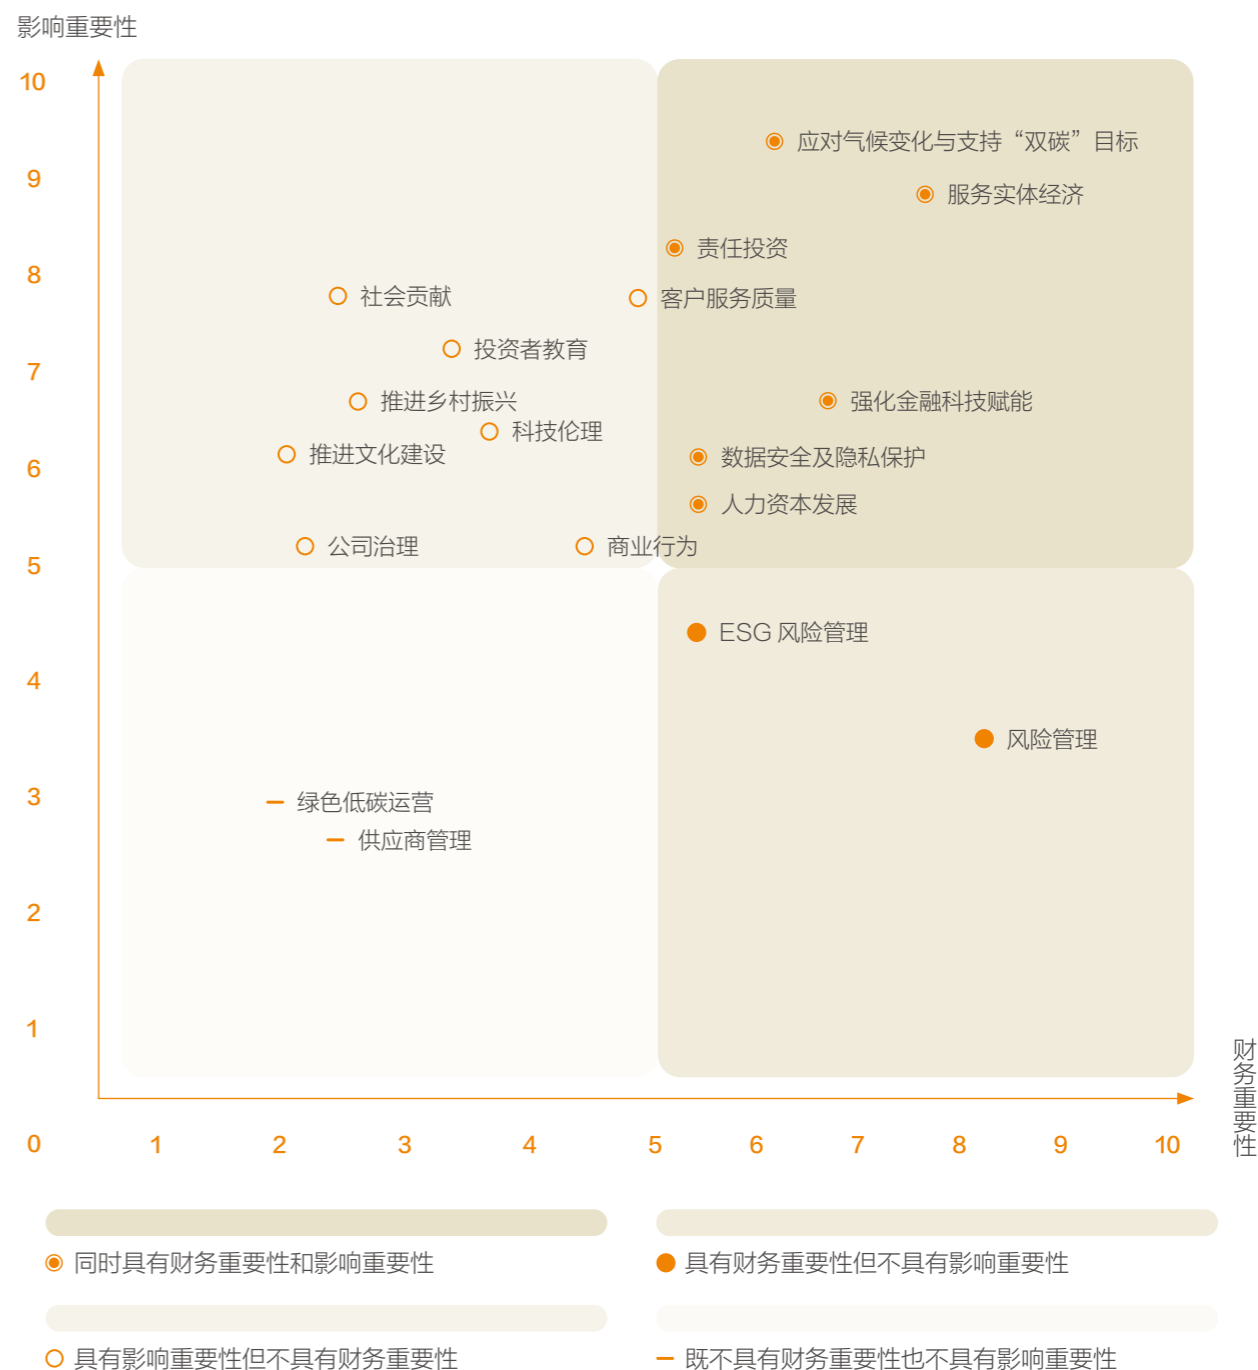 影响重要性
10
9
8
7
6
5
4
3
2
1
0
应对气候变化与支持“双碳”目标
服务实体经济
责任投资
社会贡献
客户服务质量
投资者教育
推进乡村振兴
强化金融科技赋能
科技伦理
推进文化建设
数据安全及隐私保护
人力资本发展
公司治理
商业行为
ESG 风险管理
风险管理
绿色低碳运营
供应商管理
1
2
3
4
5
6
7
8
9
10
财务重要性
同时具有财务重要性和影响重要性
具有财务重要性但不具有影响重要性
具有影响重要性但不具有财务重要性
既不具有财务重要性也不具有影响重要性